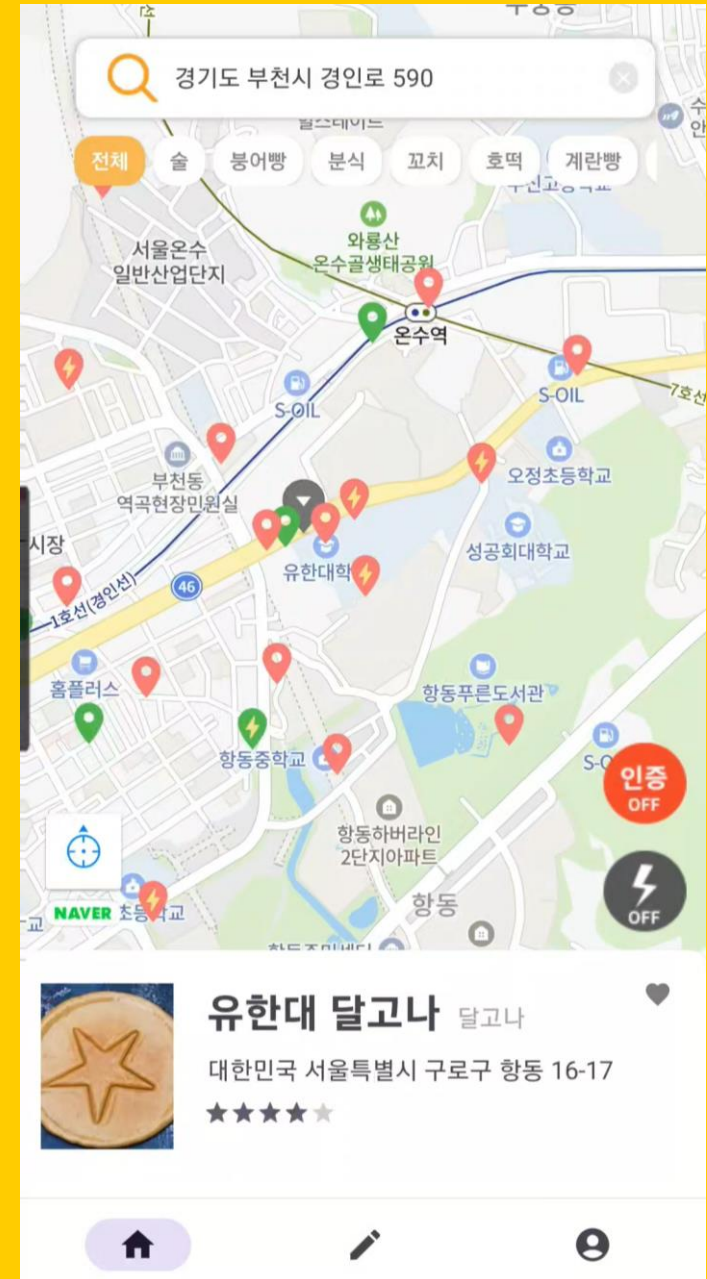 경기도 부천시 경인로 590
전체 술 붕어빵 분식 꼬치 호떡 계란빵
와룡산
온수골생태공원
서울온수
일반산업단지
온수역
S-OIL
S-OIL
7호선
부천동
역곡현장민원실
오정초등학교
시장
유한대학
성공회대학교
46
1호선(경인선)
홈플러스
항동푸른도서관
항동중학교
인증
OFF
항동하버라인
2단지아파트
OFF
NAVER
항동
유한대 달고나 달고나
대한민국 서울특별시 구로구 항동 16-17